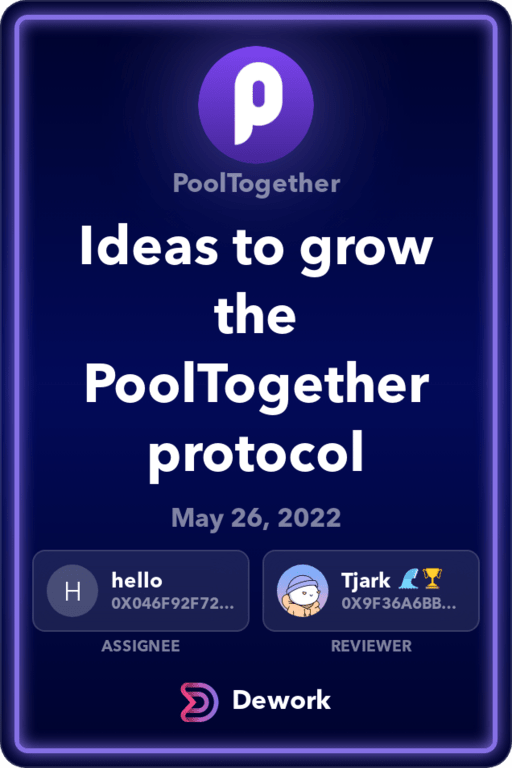 PoolTogether
Ideas to grow
the
PoolTogether
protocol
May 26, 2022
H
hello
0X046F92F72...
ASSIGNEE
Tjark 🌊🏆
0X9F36A6BB...
REVIEWER
Dework